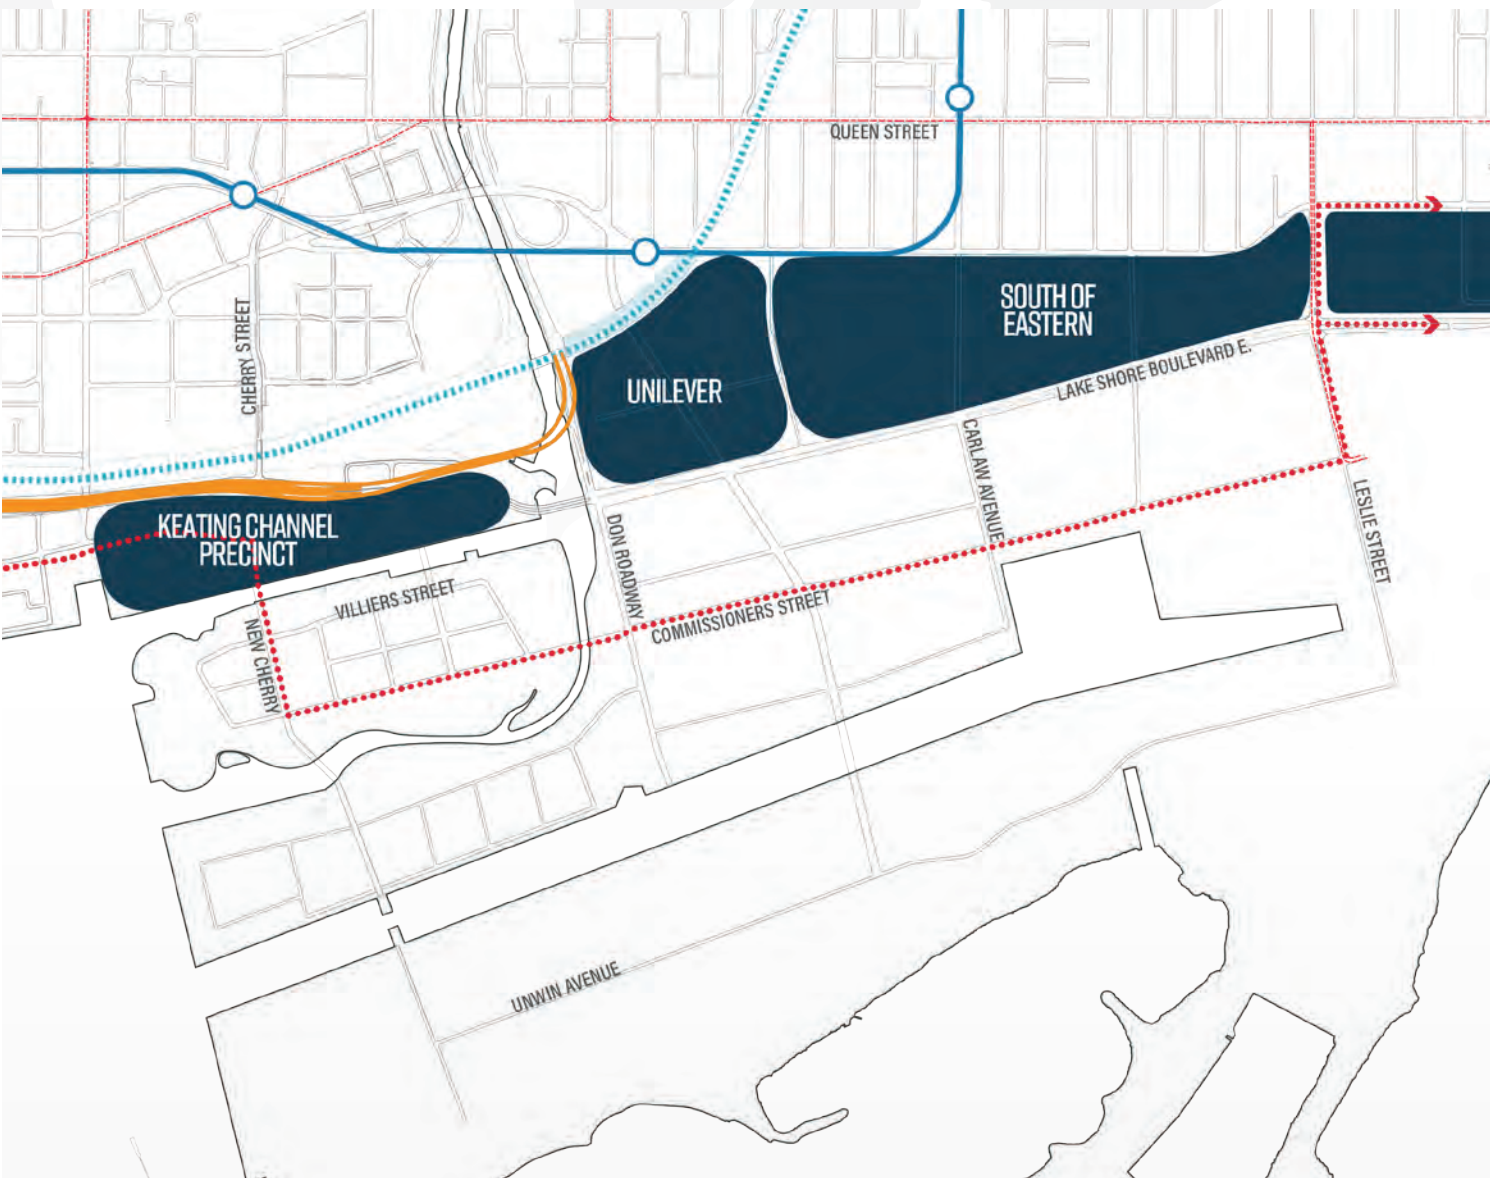 QUEEN STREET
CHERRY STREET
SOUTH OF
EASTERN
UNILEVER
LAKE SHORE BOULEVARD E.
CARLAW AVENUE
LESLIE STREET
KEATING CHANNEL
PRECINCT
DON ROADWAY
VILLIERS STREET
COMMISSIONERS STREET
NEW CHERRY
UNWIN AVENUE